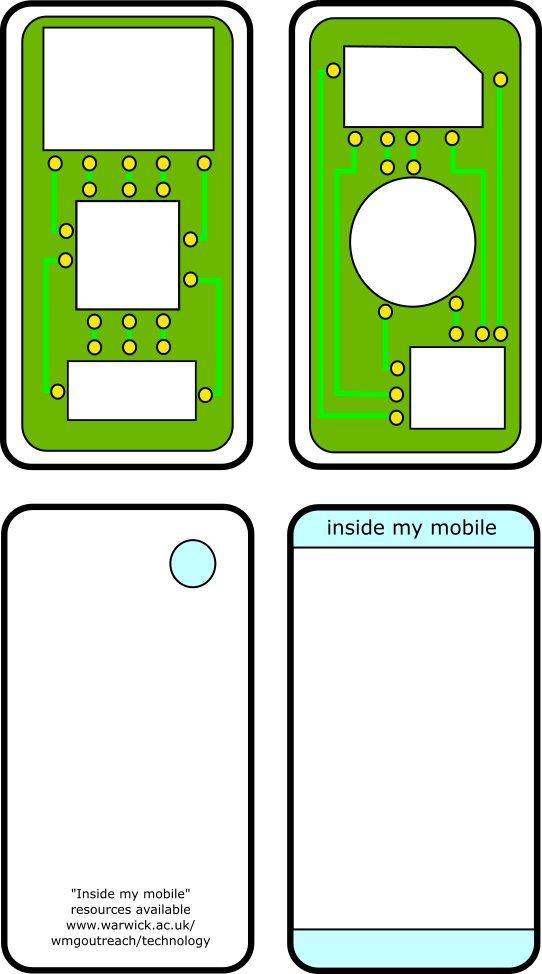 inside my mobile
"Inside my mobile"
resources available
www.warwick.ac.uk/
wmgoutreach/technology